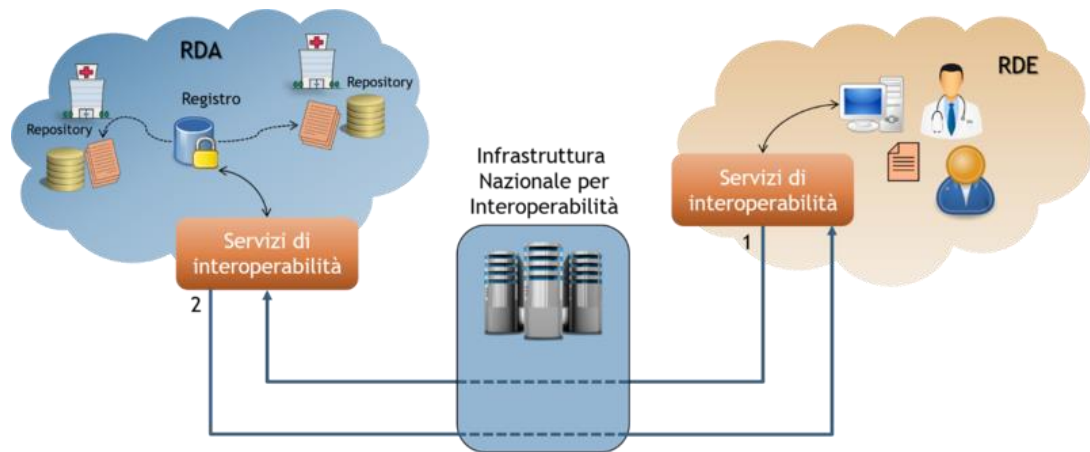 RDA
Repository
Registro
Repository
Servizi di
interoperabilità
2
Infrastruttura
Nazionale per
Interoperabilità
RDE
Servizi di
interoperabilità
1